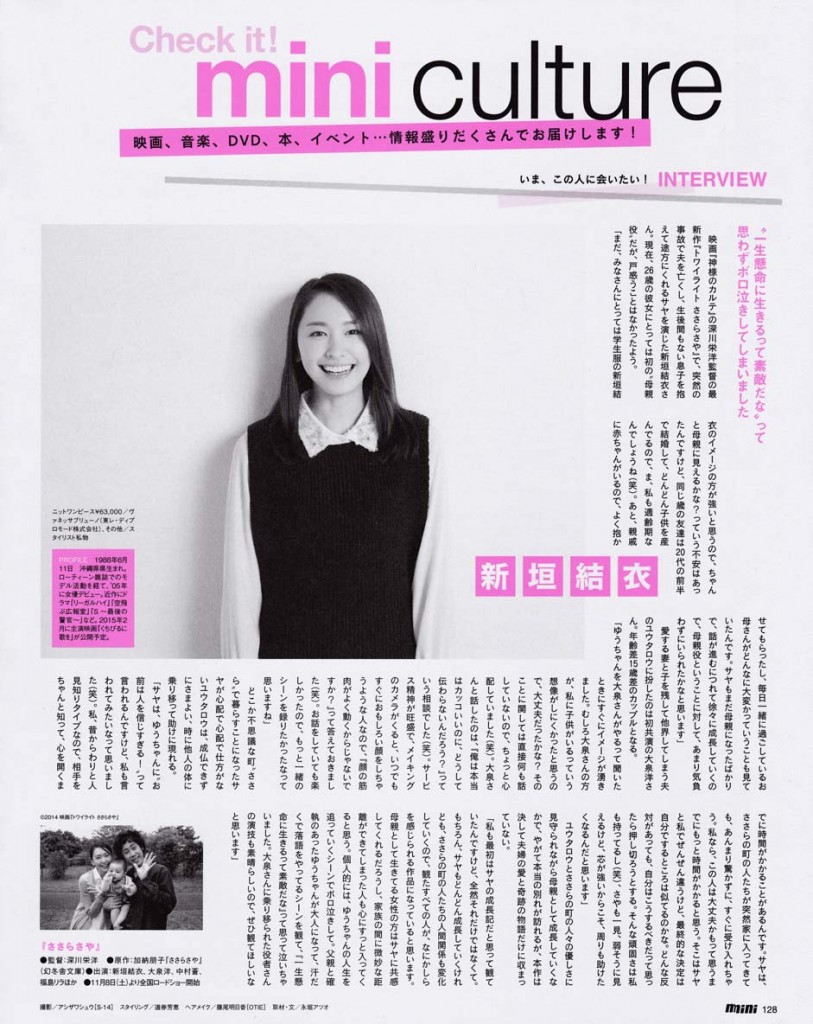 Check it!
mini culture
映画、音楽、DVD、本、イベント…情報盛りだくさんでお届けします!
いま、この人に会いたい! INTERVIEW
“一生懸命に生きるって素敵だな”って
思わずボロ泣きしてしまいました
映画『神様のカルテ』の深川栄洋監督の最
新作『トワイライト ささらさや』で、突然の
事故で夫を亡くし、生後間もない息子を抱
えて途方にくれるサヤを演じた新垣結衣さ
ん。現在、26歳の彼女にとっては初の“母親
役”だが、戸惑うことはなかったよう。
「まだ、みなさんにとっては学生服の新垣結
衣のイメージの方が強いと思うので、ちゃん
と母親に見えるかな?っていう不安はあっ
たんですけど、同じ歳の友達は20代の前半
で結婚して、どんどん子供を産
んでるので、ま、私も適齢期な
んでしょうね(笑)。あと、親戚
に赤ちゃんがいるので、よく抱か
新垣結衣
せてもらったし、毎日一緒に過ごしているお
母さんがどんなに大変かっていうことも見て
いたんです。サヤもまだ母親になったばかり
で、話が進むにつれて徐々に成長していくの
で、母親役ということに対して、あまり気負
わずにいられたかなと思います」
愛する妻と子を残して他界してしまう夫
のユウタロウに扮したのは初共演の大泉洋さ
ん。年齢差15歳差のカップルとなる。
「ゆうちゃんを大泉さんがやるって聞いた
ときにすぐにイメージが湧き
ました。むしろ大泉さんの方
が、私に子供がいるっていう
想像がしにくかったと思うの
で、大丈夫だったかな? その
ことに関しては直接何も話
していないので、ちょっと心
配していました(笑)。大泉さ
んと話したのは、『俺は本当
はカッコいいのに、どうして
伝わらないんだろう?』って
いう相談でした(笑)。サービ
ス精神が旺盛で、メイキング
のカメラがくると、いつでも
すぐにおもしろい顔をしちゃ
うような人なので、『顔の筋
肉がよく動くからじゃないで
すか?』って答えておきまし
た(笑)。お話をしていても楽
しかったので、もっと一緒の
シーンを録りたかったなって
思いますね」
どこか不思議な町“ささ
ら”で暮らすことになったサ
ヤが心配で心配で仕方がな
いユウタロウは、成仏できず
にさまよい、時に他人の体に
乗り移って助けに現れる。
「サヤは、ゆうちゃんに“お
前は人を信じすぎる!”って
言われるんですけど、私も言
われてみたいなって思いまし
た(笑)。私、昔からわりと人
見知りタイプなので、相手を
ちゃんと知って、心を開くま
でに時間がかかることがあるんです。サヤは、
ささらの町の人たちが突然家に入ってきて
も、あんまり驚かずに、すぐに受け入れちゃ
う。私なら、“この人は大丈夫かも”って思うま
でにもっと時間がかかると思う。そこはサヤ
と私でぜんぜん違うけど、最終的な決定は
自分でするところは似てるのかな。どんな反
対があっても、自分はこうするべきだって思っ
たら押し切ろうとする。そんな頑固さは私
も持ってるし(笑)、サヤも一見、弱そうに見
えるけど、芯が強いからこそ、周りも助けた
くなるんだと思います」
ユウタロウとささらの町の人々の優しさに
見守られながら母親として成長していくな
かで、やがて本当の別れが訪れるが、本作は
決して夫婦の愛と奇跡の物語だけに収まっ
ていない。
「私も最初はサヤの成長記だと思って観て
いたんですけど、全然それだけではなくて。
もちろん、サヤもどんどん成長していくけれ
ども、ささらの町の人たちの人間関係も変化
していくので、観たすべての人が、なにかしら
を感じられる作品になっていると思います。
母親として生きてる女性の方はサヤに共感
してくれるだろうし、家族の間に微妙な距
離ができてしまった人も心にすっと入ってく
ると思う。個人的には、ゆうちゃんの人生を
追っていくシーンでボロ泣きして。父親と確
執のあったゆうちゃんが大人になって、汗だ
くで落語をやってるシーンを観て、“一生懸
命に生きるって素敵だな”って思って泣いちゃ
いました。大泉さんに乗り移られた役者さん
の演技も素晴らしいので、ぜひ観てほしいな
と思います」
ニットワンピース¥63,000/ヴ
ァネッサブリューノ(東レ・ディプ
ロモード株式会社)、その他/ス
タイリスト私物
PROFILE 1988年6月
11日 沖縄県県生まれ。
ローティーン雑誌でのモ
デル活動を経て、'05年
に女優デビュー。近作にド
ラマ『リーガルハイ』『空飛
ぶ広報室』『S ～最後の
警官～』など。2015年2
月に主演映画『くちびるに
歌を』が公開予定。
©2014 映画『トワイライト ささらさや』
『ささらさや』
●監督:深川栄洋 ●原作:加納朋子『ささらさや』
(幻冬舎文庫)●出演:新垣結衣、大泉洋、中村蒼、
福島リラほか ●11月8日(土)より全国ロードショー開始
撮影/アシザワシュウ[S-14] スタイリング/道券芳恵 ヘアメイク/藤尾明日香[OTIE] 取材・文/永堀アツオ
mini 128